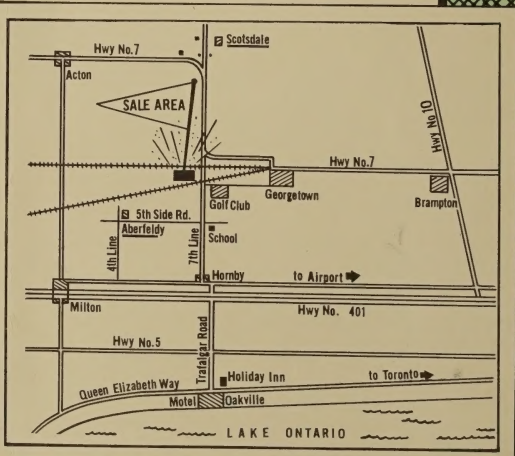 Scotsdale
Hwy No.7
Acton
SALE AREA
Hwy No 10
Hwy No.7
Georgetown
Golf Club
Brampton
5th Side Rd.
Aberfeldy
School
4th Line
7th Line
Hornby
to Airport
Milton
Hwy No. 401
Hwy No.5
Trafalgar Road
Holiday Inn
to Toronto
Queen Elizabeth Way
Motel
Oakville
LAKE ONTARIO